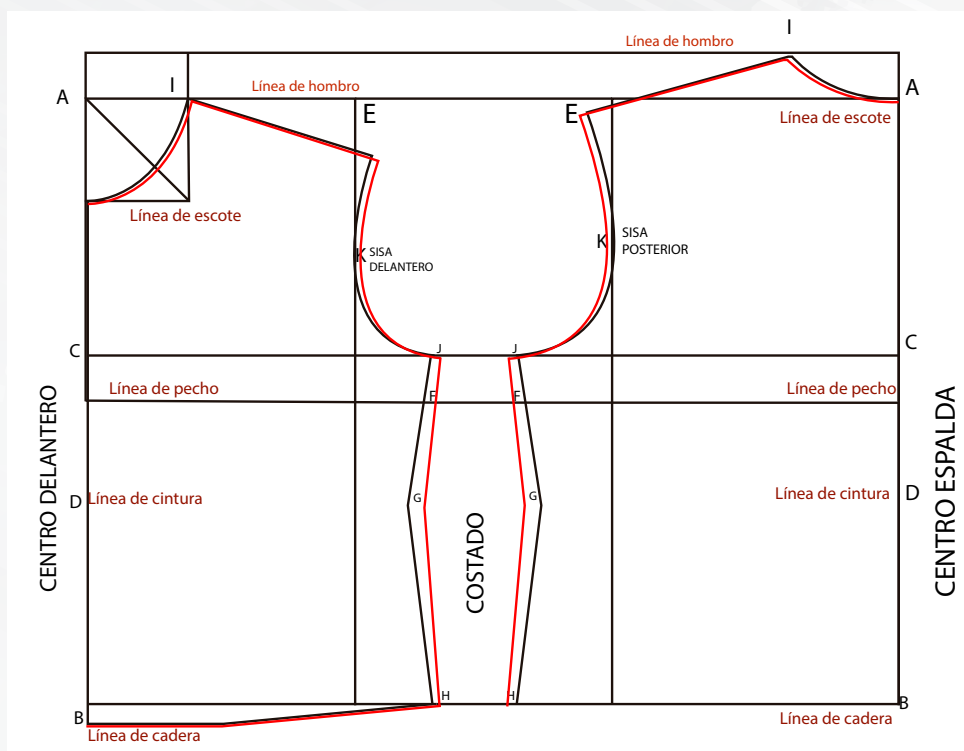 I
Línea de hombro
A
I
Línea de hombro
A
E
E
Línea de escote
Línea de escote
K SISA
DELANTERO
K
SISA
POSTERIOR
C
J
J
C
Línea de pecho
F
F
Línea de pecho
CENTRO DELANTERO
D
Línea de cintura
G
G
Línea de cintura
D
COSTADO
CENTRO ESPALDA
H
H
B
B
Línea de cadera
Línea de cadera